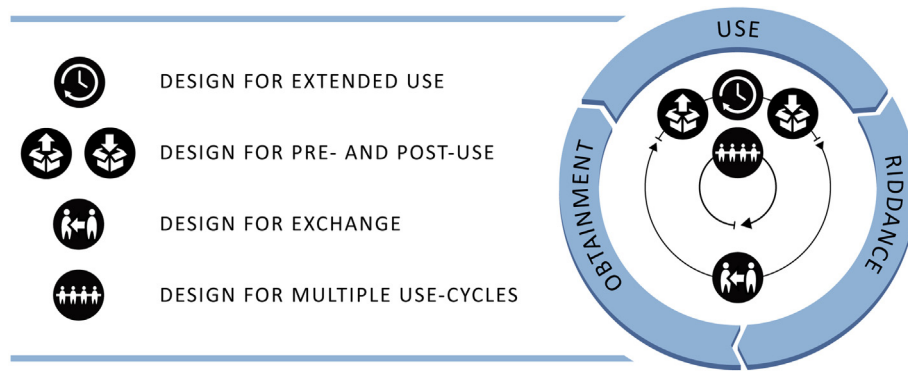 DESIGN FOR EXTENDED USE
DESIGN FOR PRE- AND POST-USE
DESIGN FOR EXCHANGE
DESIGN FOR MULTIPLE USE-CYCLES
USE
OBTAINMENT
RIDDANCE